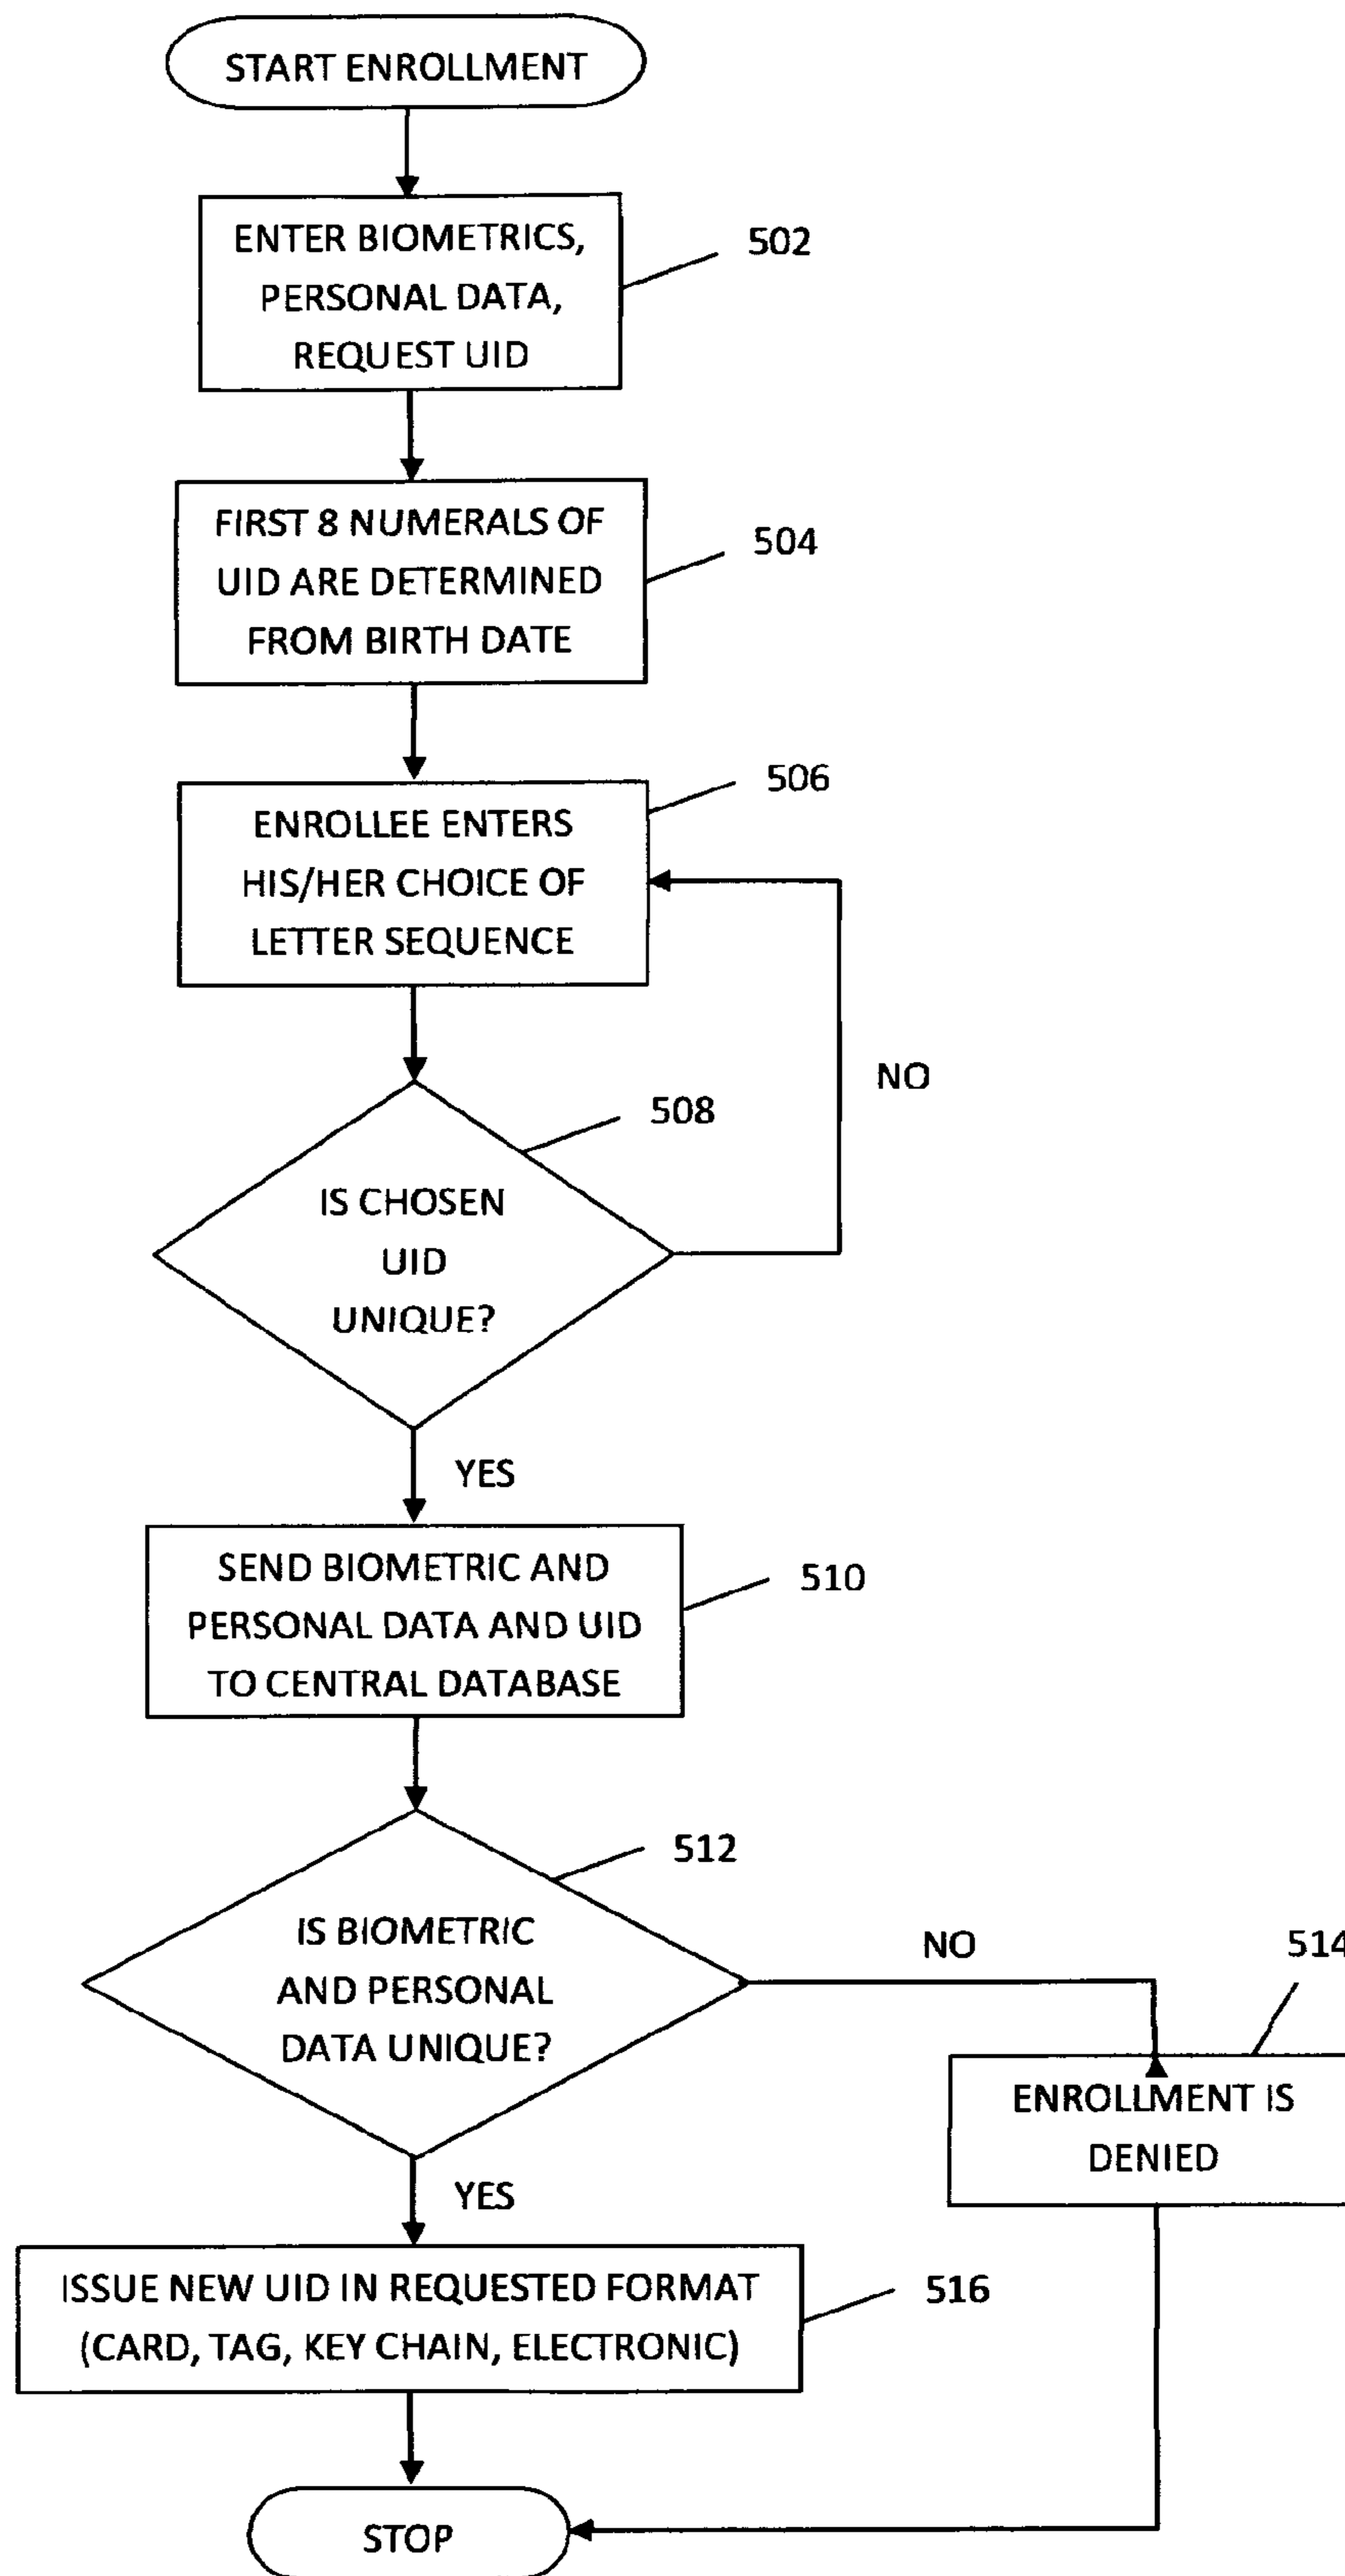 START ENROLLMENT
ENTER BIOMETRICS,
PERSONAL DATA,
REQUEST UID
502
FIRST 8 NUMERALS OF
UID ARE DETERMINED
FROM BIRTH DATE
504
ENROLLEE ENTERS
HIS/HER CHOICE OF
LETTER SEQUENCE
506
NO
IS CHOSEN
UID
UNIQUE?
508
YES
SEND BIOMETRIC AND
PERSONAL DATA AND UID
TO CENTRAL DATABASE
510
IS BIOMETRIC
AND PERSONAL
DATA UNIQUE?
512
NO
514
ENROLLMENT IS
DENIED
YES
ISSUE NEW UID IN REQUESTED FORMAT
(CARD, TAG, KEY CHAIN, ELECTRONIC)
516
STOP